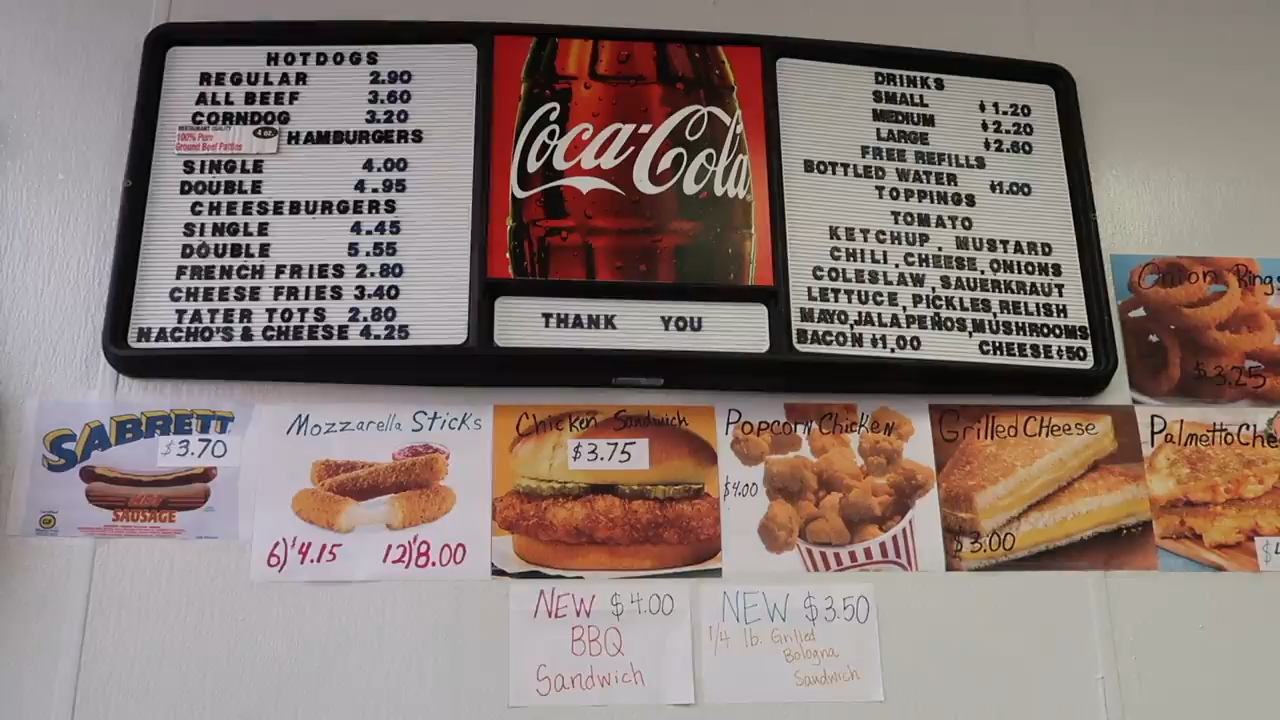 HOTDOGS
REGULAR 2.90
ALL BEEF 3.60
CORNDOG 3.20
RESTAURANT QUALITY
100% Pure
Ground Beef Patties
4 oz.
HAMBURGERS
SINGLE 4.00
DOUBLE 4.95
CHEESEBURGERS
SINGLE 4.45
DOUBLE 5.55
FRENCH FRIES 2.80
CHEESE FRIES 3.40
TATER TOTS 2.80
NACHO'S & CHEESE 4.25
Coca-Cola
THANK YOU
DRINKS
SMALL $1.20
MEDIUM $2.20
LARGE $2.60
FREE REFILLS
BOTTLED WATER $1.00
TOPPINGS
TOMATO
KETCHUP, MUSTARD
CHILI, CHEESE, ONIONS
COLESLAW, SAUERKRAUT
LETTUCE, PICKLES, RELISH
MAYO, JALAPEÑOS, MUSHROOMS
BACON $1,00 CHEESE $50
Onion Rings
$3.25
SABRETT
$3.70
HOT
SAUSAGE
Mozzarella Sticks
6) $4.15 12) $8.00
Chicken Sandwich
$3.75
Popcorn Chicken
$4.00
Grilled CHeese
$3.00
Palmetto Che
NEW $4.00
BBQ
Sandwich
NEW $3.50
1/4 lb. Grilled
Bologna
Sandwich